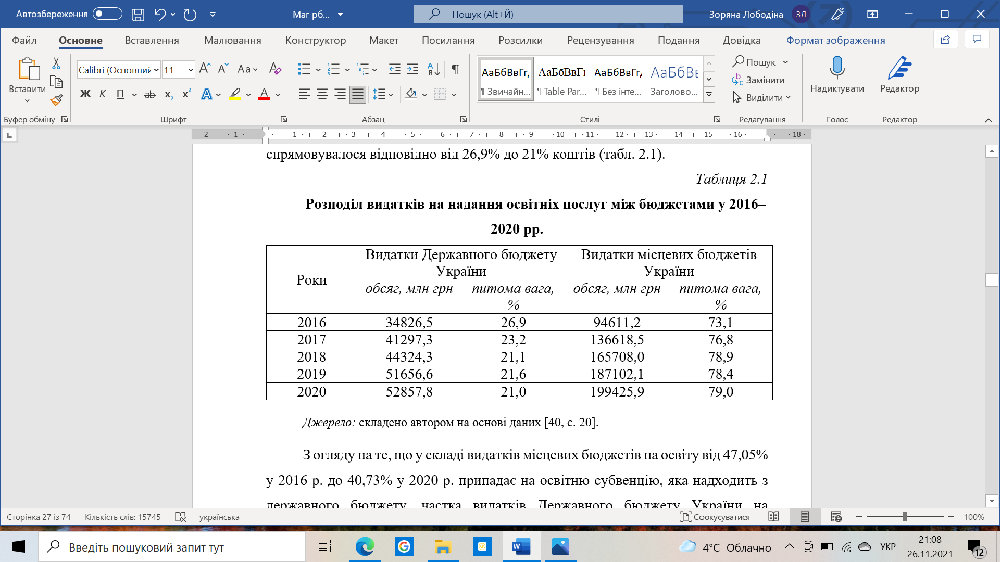 Автозбереження
Маг рб...
Пошук (Alt+Й)
Зоряна Лободіна
ЗЛ
Файл
Основне
Вставлення
Малювання
Конструктор
Макет
Посилання
Розсилки
Рецензування
Подання
Довідка
Формат зображення
Вставити
Calibri (Основний
11
АаБбВвГг,
АаБбВвГг
АаБбВвГг,
АаБбВ
¶ Звичайн...
¶ Table Par...
¶ Без інте...
Заголово...
Пошук
Замінити
Виділити
Надиктувати
Редактор
Буфер обміну
Шрифт
Абзац
Стилі
Редагування
Голос
Редактор
2 1 1 2 3 4 5 6 7 8 9 10 11 12 13 14 15 16 18
спрямовувалося відповідно від 26,9% до 21% коштів (табл. 2.1).
Таблиця 2.1
Розподіл видатків на надання освітніх послуг між бюджетами у 2016–
2020 рр.
Роки
Видатки Державного бюджету
України
Видатки місцевих бюджетів
України
обсяг, млн грн
питома вага,
%
обсяг, млн грн
питома вага,
%
2016 34826,5 26,9 94611,2 73,1
2017 41297,3 23,2 136618,5 76,8
2018 44324,3 21,1 165708,0 78,9
2019 51656,6 21,6 187102,1 78,4
2020 52857,8 21,0 199425,9 79,0
Джерело: складено автором на основі даних [40, с. 20].
З огляду на те, що у складі видатків місцевих бюджетів на освіту від 47,05%
у 2016 р. до 40,73% у 2020 р. припадає на освітню субвенцію, яка надходить з
державного бюджету, частка видатків Державного бюджету України на
Сторінка 27 із 74
Кількість слів: 15745
українська
Сфокусуватися
100%
Введіть пошуковий запит тут
4°C Облачно
УКР
21:08
26.11.2021
12